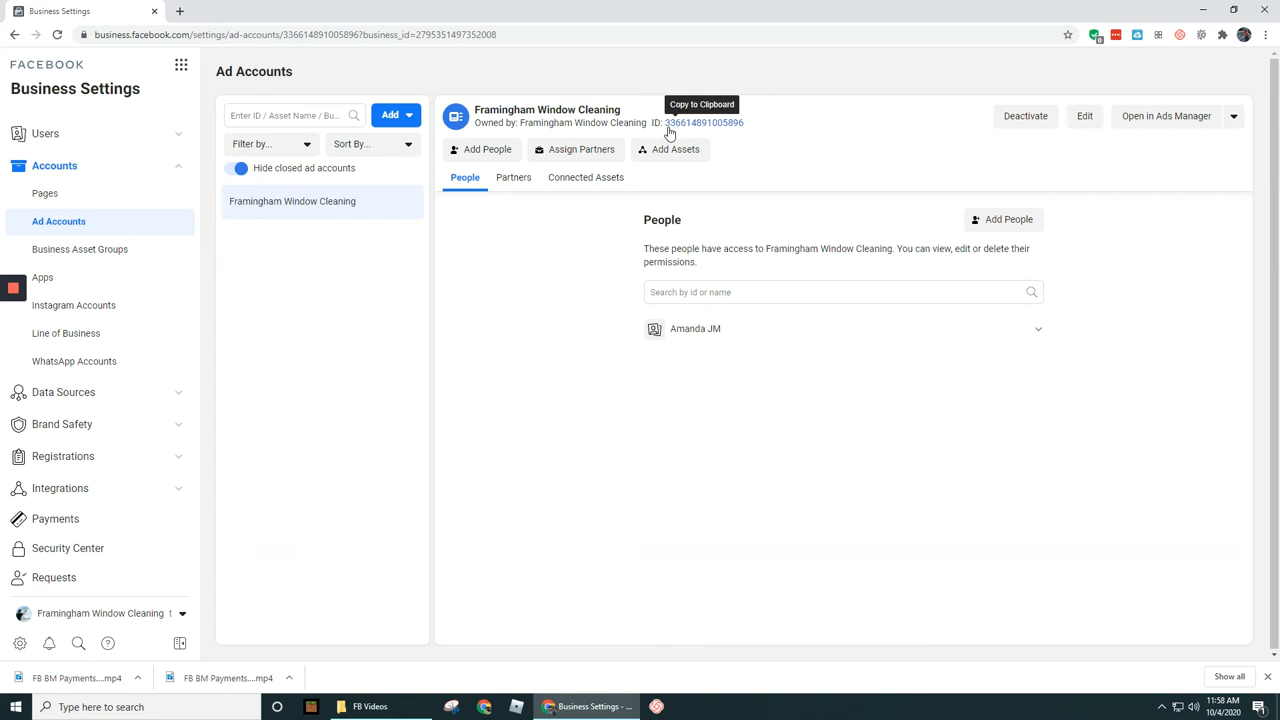 Business Settings
business.facebook.com/settings/ad-accounts/336614891005896?business_id=2795351497352008
FACEBOOK
Business Settings
Users
Accounts
Pages
Ad Accounts
Business Asset Groups
Apps
Instagram Accounts
Line of Business
WhatsApp Accounts
Data Sources
Brand Safety
Registrations
Integrations
Payments
Security Center
Requests
Framingham Window Cleaning t
Ad Accounts
Enter ID / Asset Name / Bu...
Add
Filter by...
Sort By...
Hide closed ad accounts
Framingham Window Cleaning
Framingham Window Cleaning
Copy to Clipboard
Owned by: Framingham Window Cleaning ID: 336614891005896
Deactivate
Edit
Open in Ads Manager
Add People
Assign Partners
Add Assets
People
Partners
Connected Assets
People
Add People
These people have access to Framingham Window Cleaning. You can view, edit or delete their
permissions.
Search by id or name
Amanda JM
FB BM Payments....mp4
FB BM Payments....mp4
Show all
Type here to search
FB Videos
Business Settings - ...
11:58 AM
10/4/2020